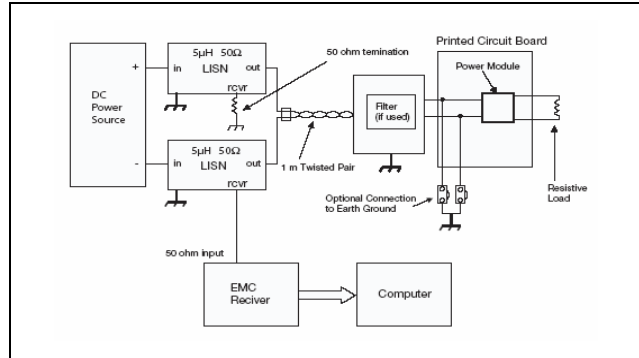 Printed Circuit Board
5µH 50Ω
LISN
in
out
rcvr
+
50 ohm temination
Power Module
DC
Power
Source
Filter
(if used)
5µH 50Ω
LISN
in
out
rcvr
-
1 m Twisted Pair
Optional Connection
to Earth Ground
Resistive
Load
50 ohm input
EMC
Reciver
Computer